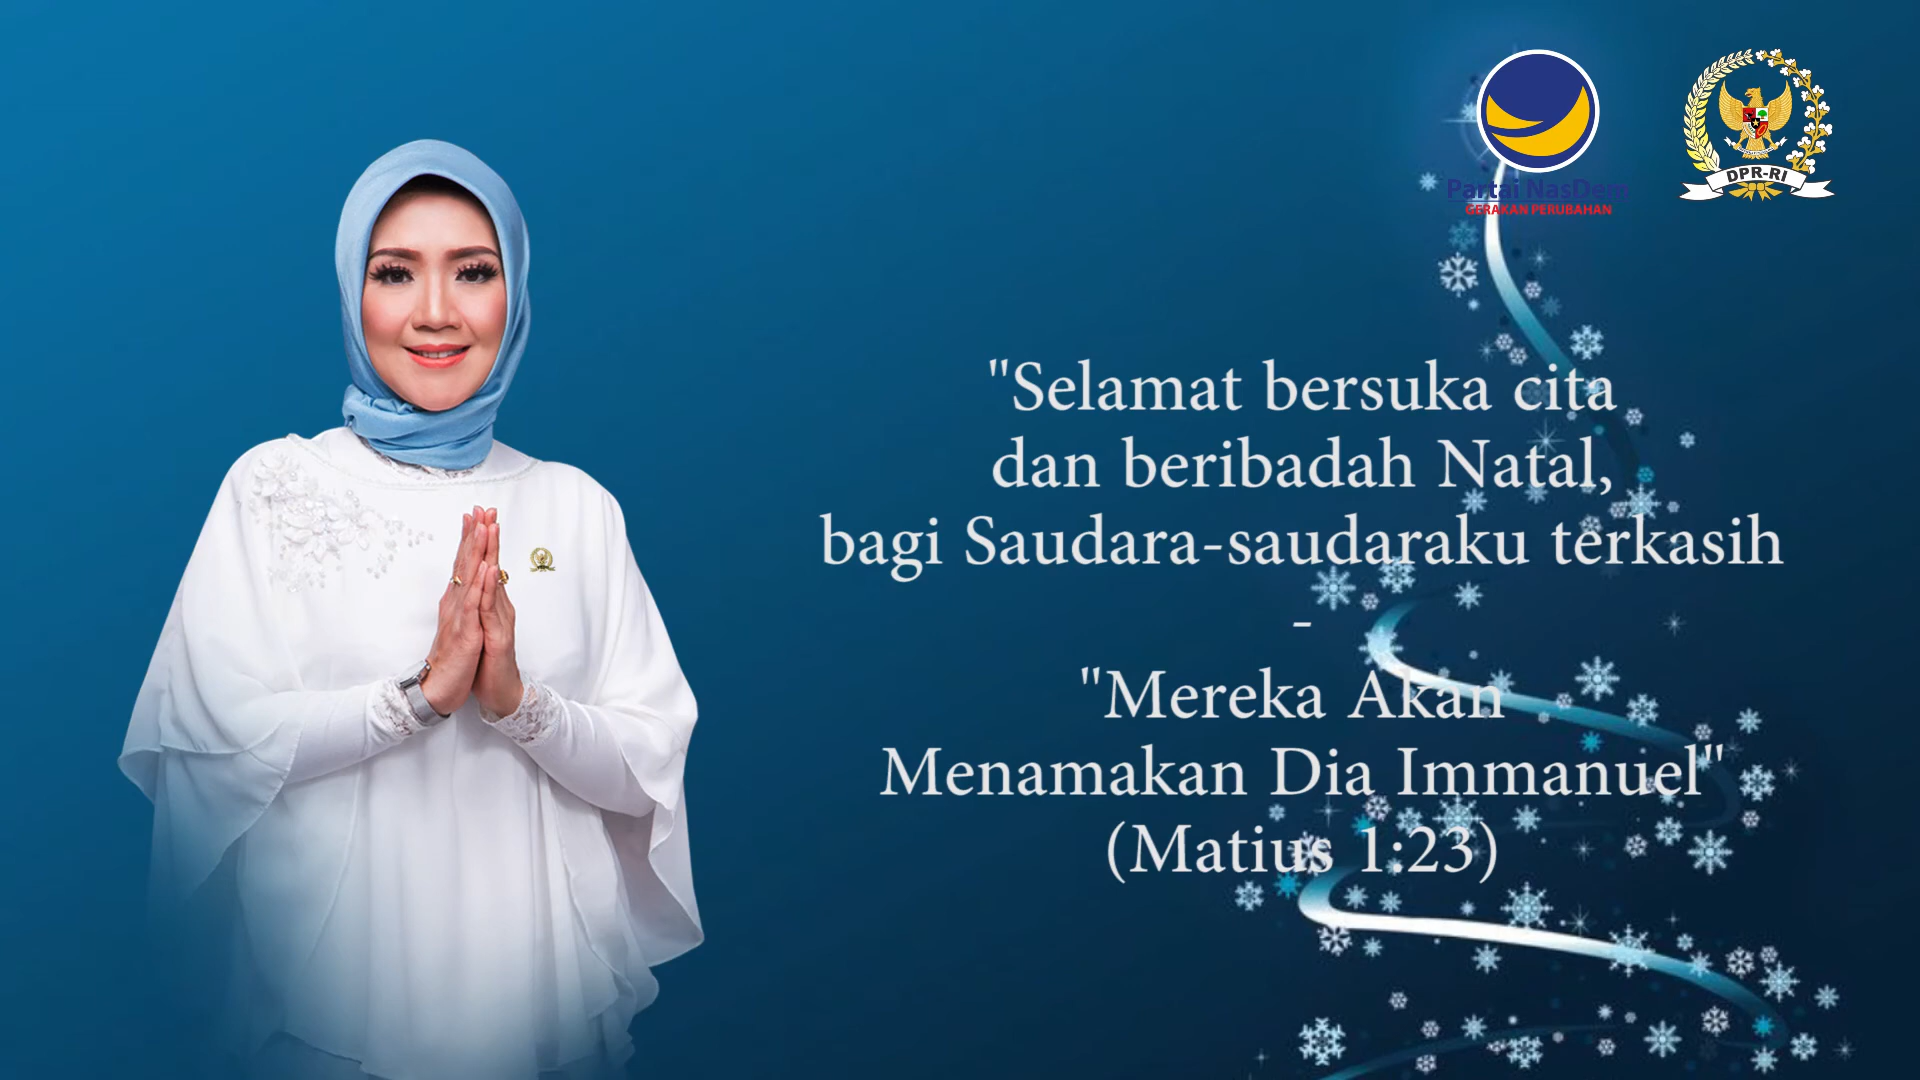 Partai NasDem
GERAKAN PERUBAHAN
DPR-RI
"Selamat bersuka cita
dan beribadah Natal,
bagi Saudara-saudaraku terkasih
-
"Mereka Akan
Menamakan Dia Immanuel"
(Matius 1:23)